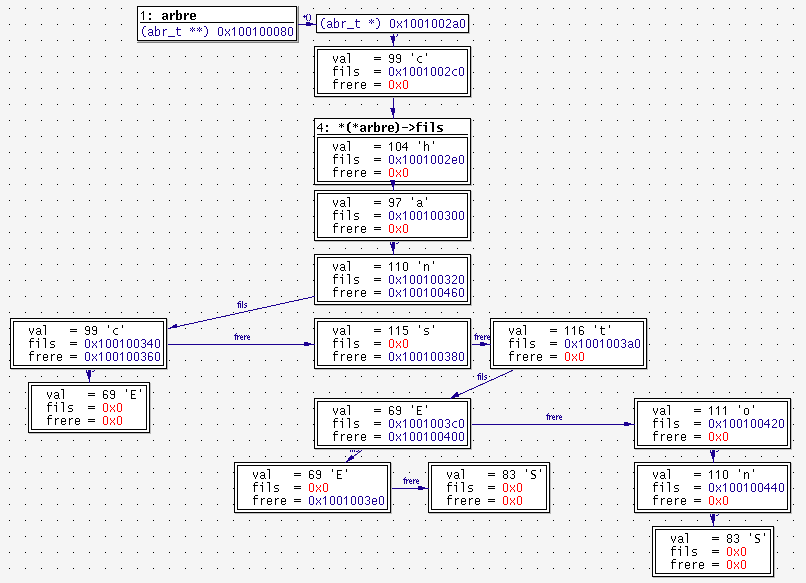 1: arbre
(abr_t **) 0x100100080
*()
(abr_t *) 0x1001002a0
val = 99 'c'
fils = 0x1001002c0
frere = 0x0
4: *(*arbre)->fils
val = 104 'h'
fils = 0x1001002e0
frere = 0x0
val = 97 'a'
fils = 0x100100300
frere = 0x0
val = 110 'n'
fils = 0x100100320
frere = 0x100100460
fils
val = 99 'c'
fils = 0x100100340
frere = 0x100100360
frere
val = 115 's'
fils = 0x0
frere = 0x100100380
frere
val = 116 't'
fils = 0x1001003a0
frere = 0x0
fils
val = 69 'E'
fils = 0x0
frere = 0x0
val = 69 'E'
fils = 0x1001003c0
frere = 0x100100400
frere
val = 111 'o'
fils = 0x100100420
frere = 0x0
val = 69 'E'
fils = 0x0
frere = 0x1001003e0
frere
val = 83 'S'
fils = 0x0
frere = 0x0
val = 110 'n'
fils = 0x100100440
frere = 0x0
val = 83 'S'
fils = 0x0
frere = 0x0